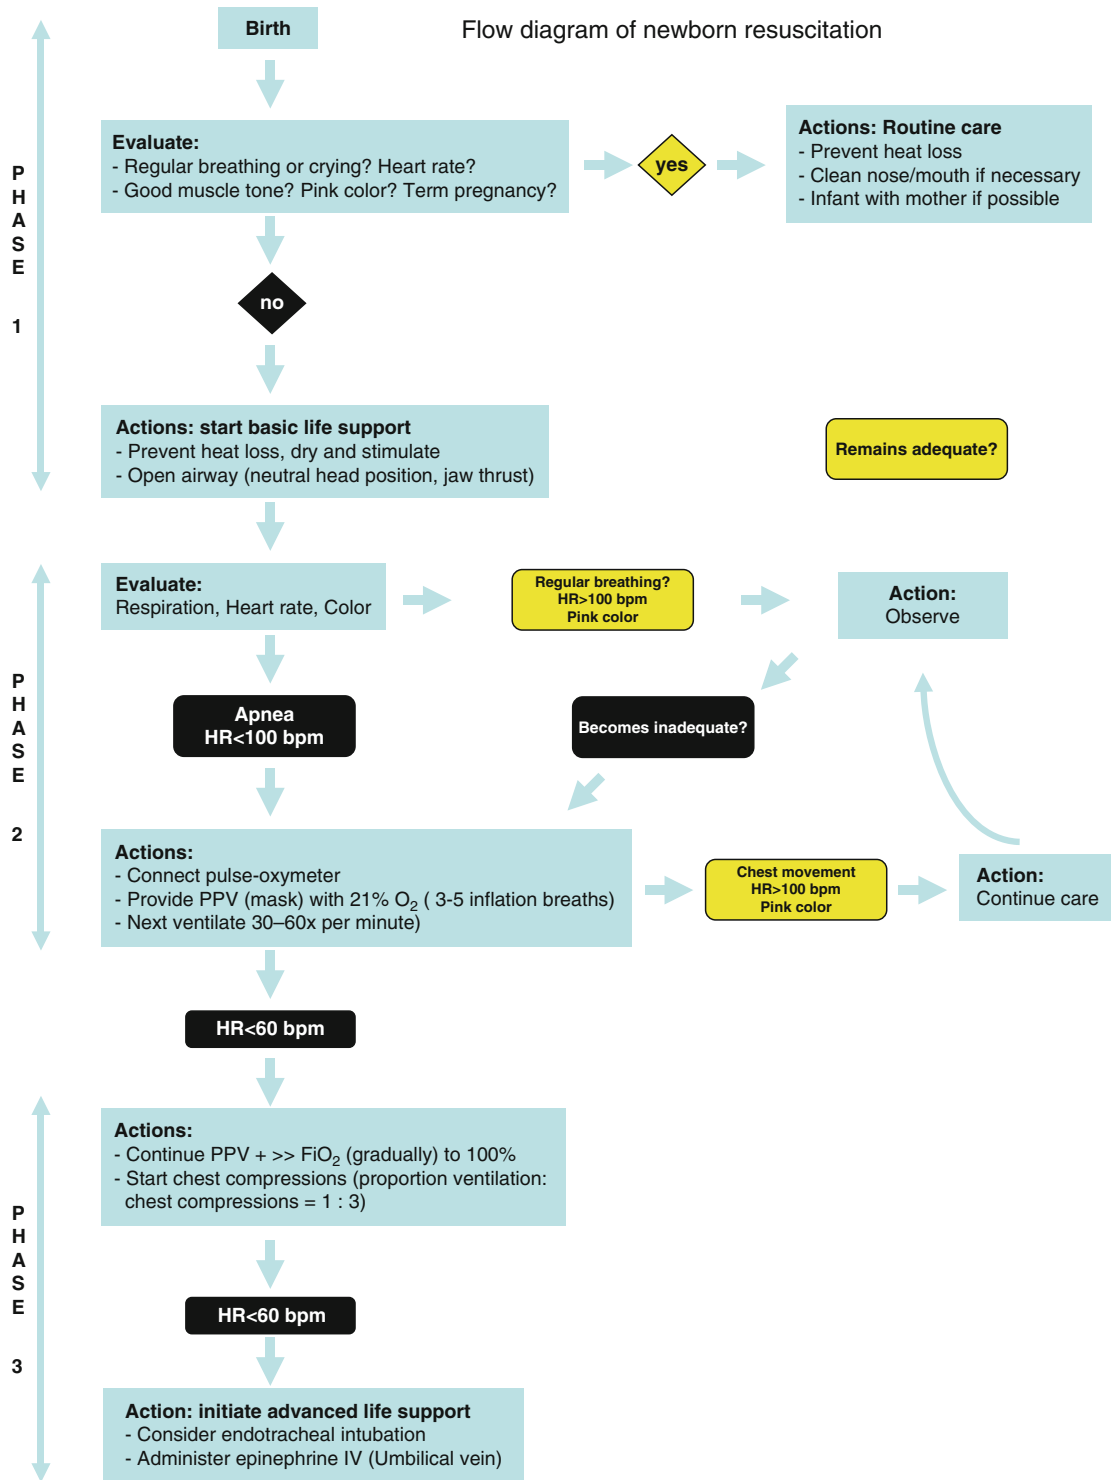 Birth
Flow diagram of newborn resuscitation
Evaluate:
- Regular breathing or crying? Heart rate?
- Good muscle tone? Pink color? Term pregnancy?
yes
Actions: Routine care
- Prevent heat loss
- Clean nose/mouth if necessary
- Infant with mother if possible
PHASE 1
no
Actions: start basic life support
- Prevent heat loss, dry and stimulate
- Open airway (neutral head position, jaw thrust)
Remains adequate?
Evaluate:
Respiration, Heart rate, Color
Regular breathing?
HR>100 bpm
Pink color
Action:
Observe
PHASE 2
Apnea
HR<100 bpm
Becomes inadequate?
Actions:
- Connect pulse-oxymeter
- Provide PPV (mask) with 21% O₂ ( 3-5 inflation breaths)
- Next ventilate 30–60x per minute)
Chest movement
HR>100 bpm
Pink color
Action:
Continue care
HR<60 bpm
PHASE 3
Actions:
- Continue PPV + >> FiO₂ (gradually) to 100%
- Start chest compressions (proportion ventilation:
chest compressions = 1 : 3)
HR<60 bpm
Action: initiate advanced life support
- Consider endotracheal intubation
- Administer epinephrine IV (Umbilical vein)